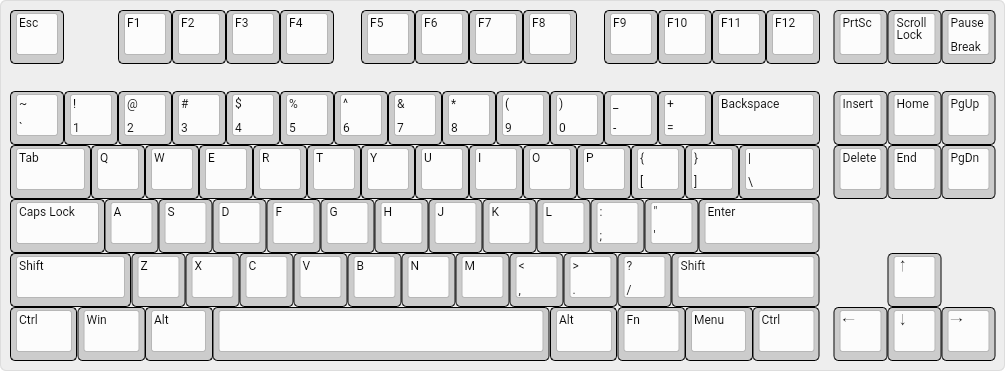 Esc F1 F2 F3 F4 F5 F6 F7 F8 F9 F10 F11 F12 PrtSc Scroll Pause
Lock
Break
~ ! @ # $ % ^ & * ( ) _ + Backspace Insert Home PgUp
` 1 2 3 4 5 6 7 8 9 0 - =
Tab Q W E R T Y U I O P { } | Delete End PgDn
[ ] \
Caps Lock A S D F G H J K L : " Enter
; '
Shift Z X C V B N M < > ? Shift ↑
, . /
Ctrl Win Alt Alt Fn Menu Ctrl ← ↓ →